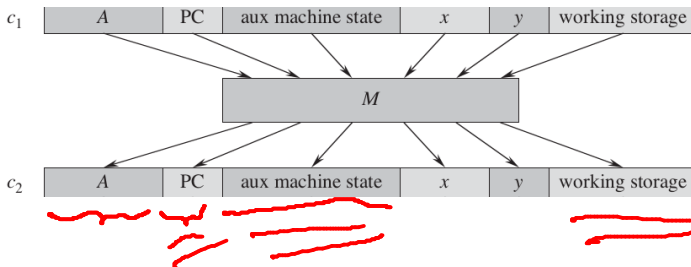 c₁ A PC aux machine state x y working storage
M
c₂ A PC aux machine state x y working storage